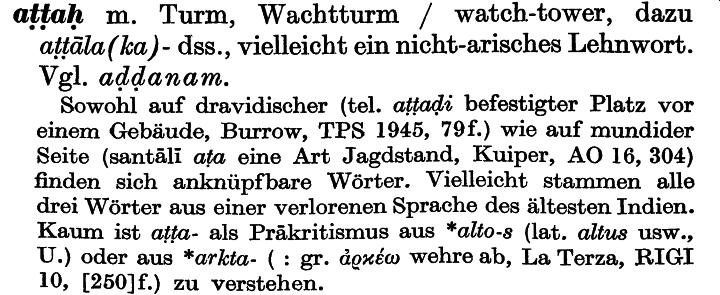 aṭṭaḥ m. Turm, Wachtturm / watch-tower, dazu
aṭṭāla(ka)- dss., vielleicht ein nicht-arisches Lehnwort.
Vgl. aḍḍanam.
Sowohl auf dravidischer (tel. aṭṭaḍi befestigter Platz vor
einem Gebäude, Burrow, TPS 1945, 79f.) wie auf mundider
Seite (santālī aṭa eine Art Jagdstand, Kuiper, AO 16, 304)
finden sich anknüpfbare Wörter. Vielleicht stammen alle
drei Wörter aus einer verlorenen Sprache des ältesten Indien.
Kaum ist aṭṭa- als Prākritismus aus *alto-s (lat. altus usw.,
U.) oder aus *arkta- ( : gr. ἀρκέω wehre ab, La Terza, RIGI
10, [250]f.) zu verstehen.